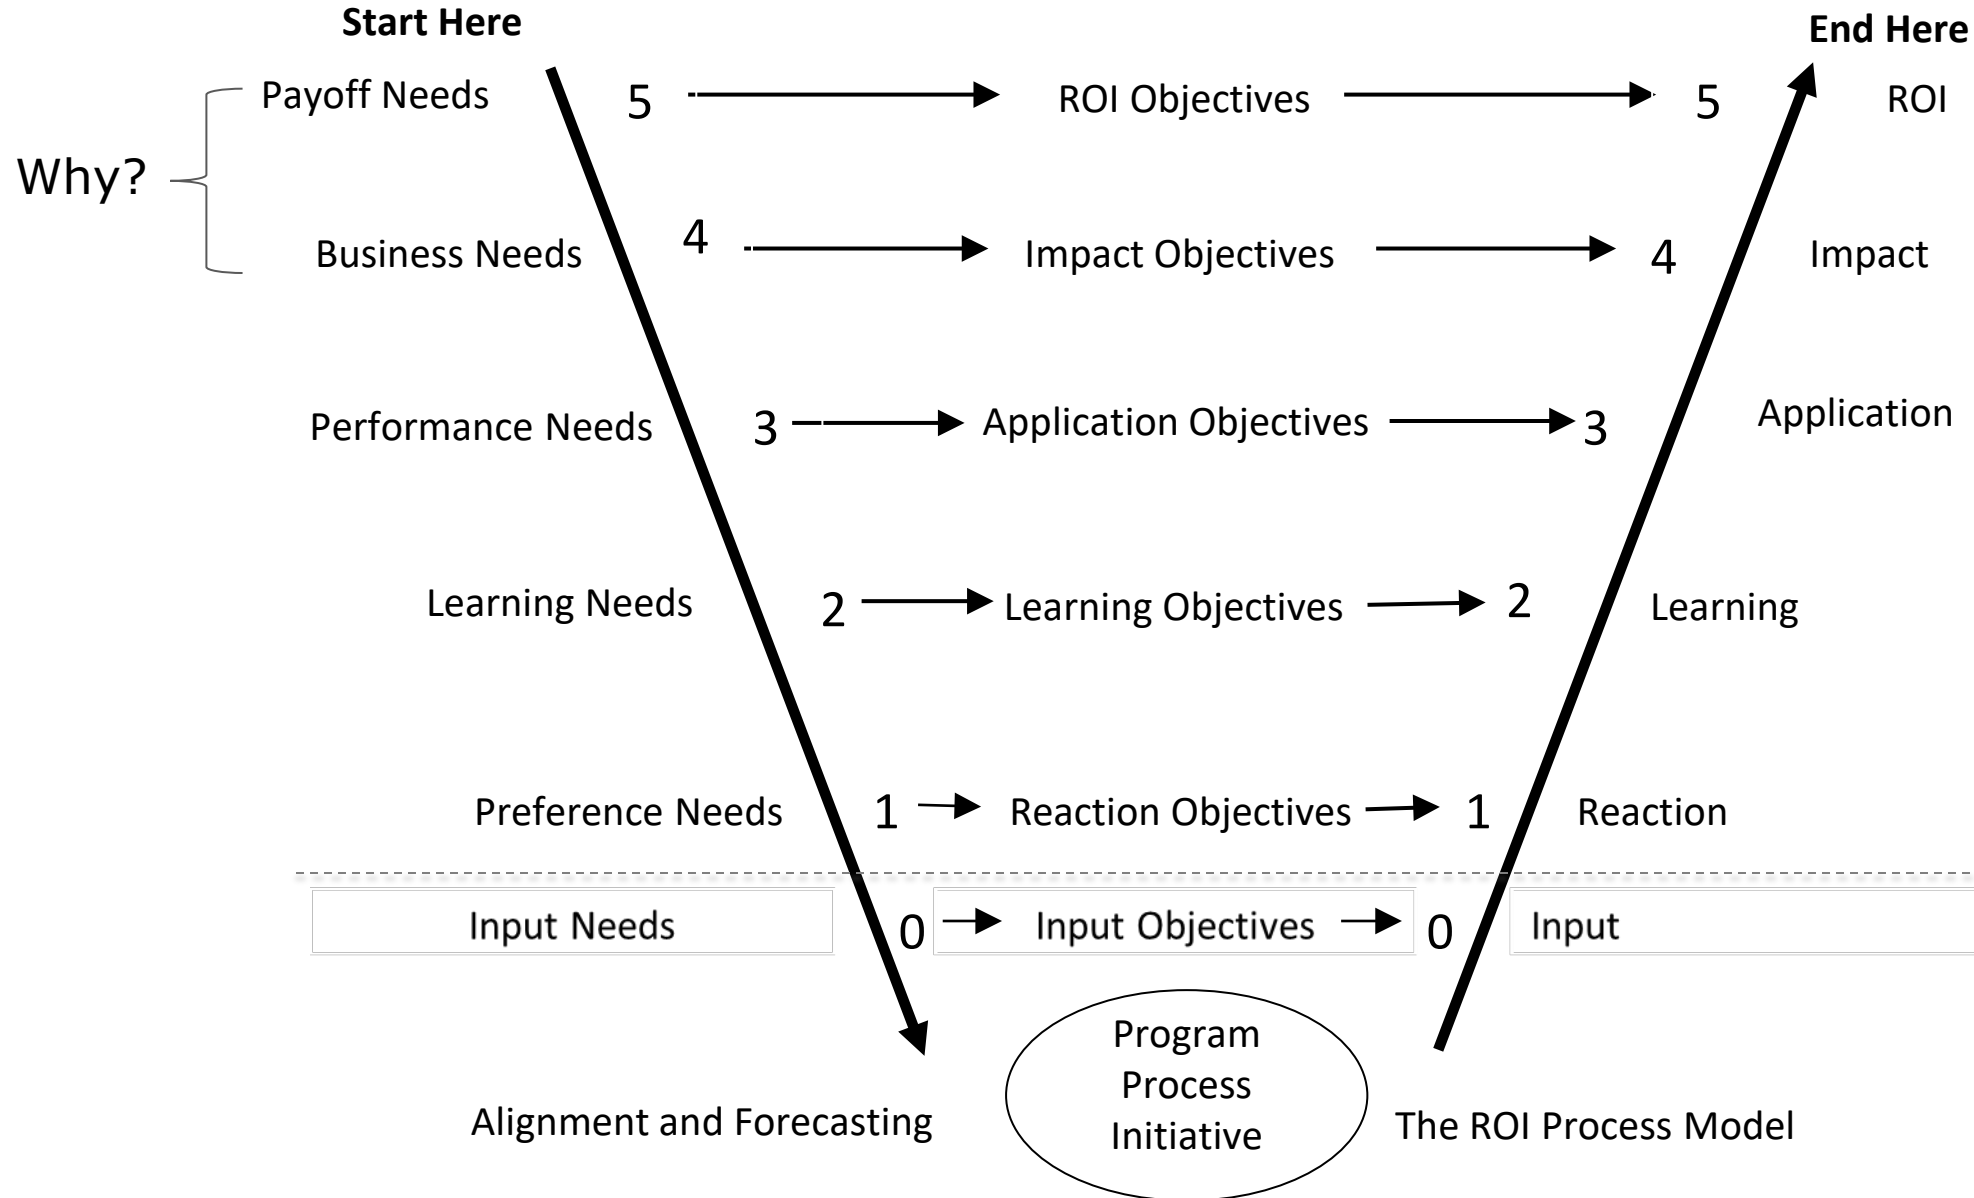 Start Here
End Here
Payoff Needs 5 ROI Objectives 5 ROI
Why?
Business Needs 4 Impact Objectives 4 Impact
Performance Needs 3 Application Objectives 3 Application
Learning Needs 2 Learning Objectives 2 Learning
Preference Needs 1 Reaction Objectives 1 Reaction
Input Needs 0 Input Objectives 0 Input
Program
Process
Initiative
Alignment and Forecasting
The ROI Process Model